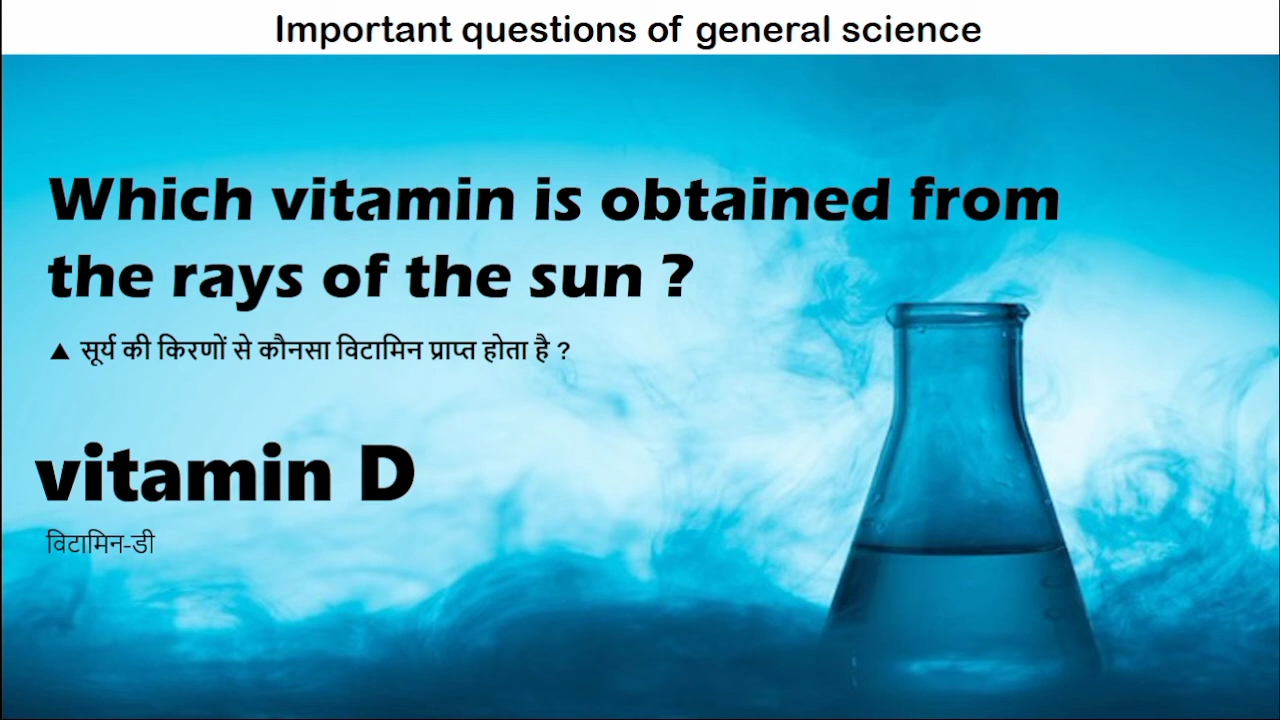 Important questions of general science
Which vitamin is obtained from
the rays of the sun ?
▲ सूर्य की किरणों से कौनसा विटामिन प्राप्त होता है ?
vitamin D
विटामिन-डी